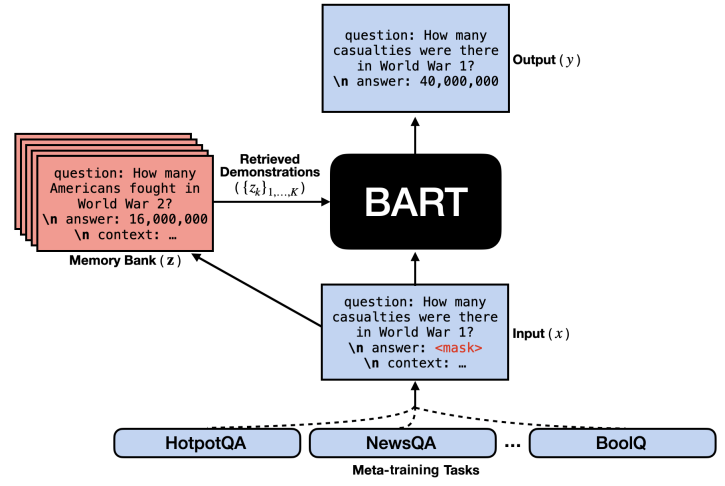 question: How many
casualties were there
in World War 1?
\n answer: 40,000,000
Output (y)
question: How many
Americans fought in
World War 2?
\n answer: 16,000,000
\n context: …
Memory Bank (z)
Retrieved
Demonstrations
({z_k}_{1,…,K})
BART
question: How many
casualties were there
in World War 1?
\n answer: <mask>
\n context: …
Input (x)
HotpotQA
NewsQA
...
BoolQ
Meta-training Tasks